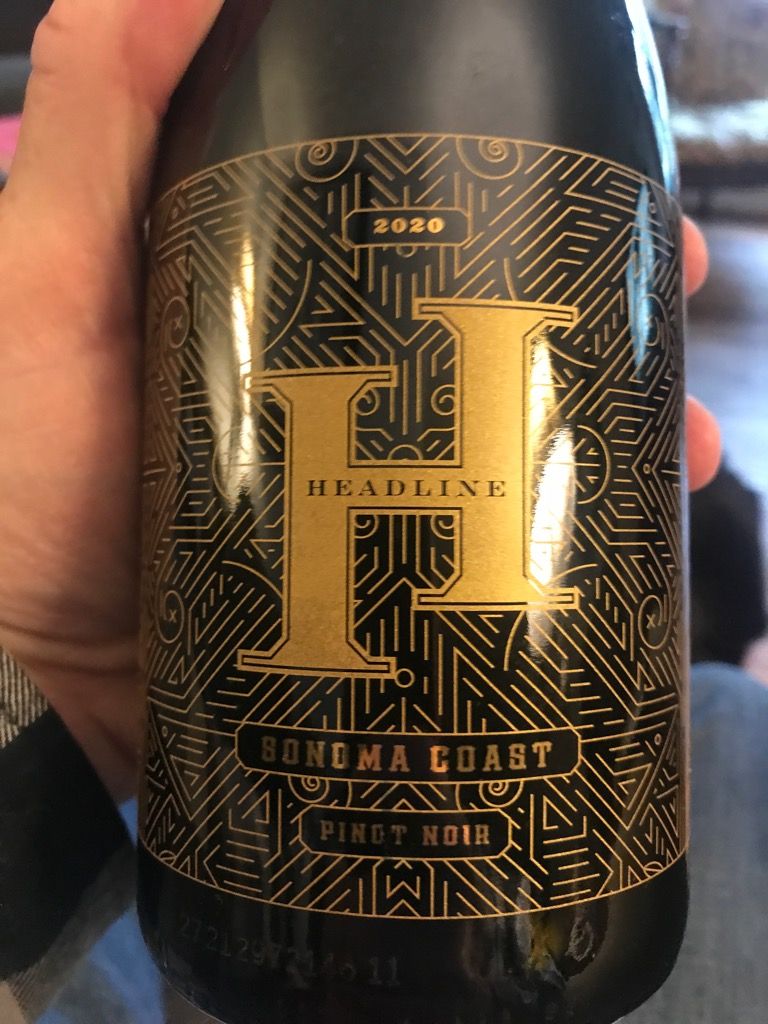 2020
H
HEADLINE
SONOMA COAST
PINOT NOIR